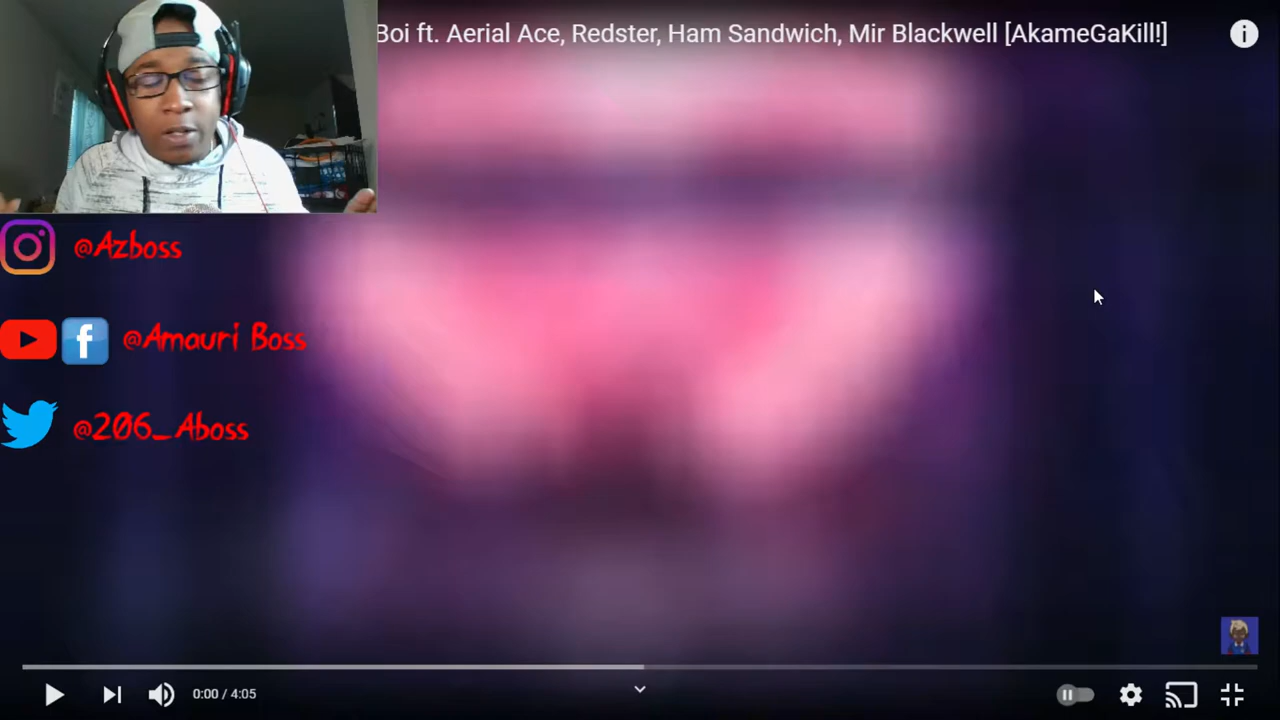 Boi ft. Aerial Ace, Redster, Ham Sandwich, Mir Blackwell [AkameGaKill!]
@Azboss
@Amauri Boss
@206_Aboss
0:00 / 4:05